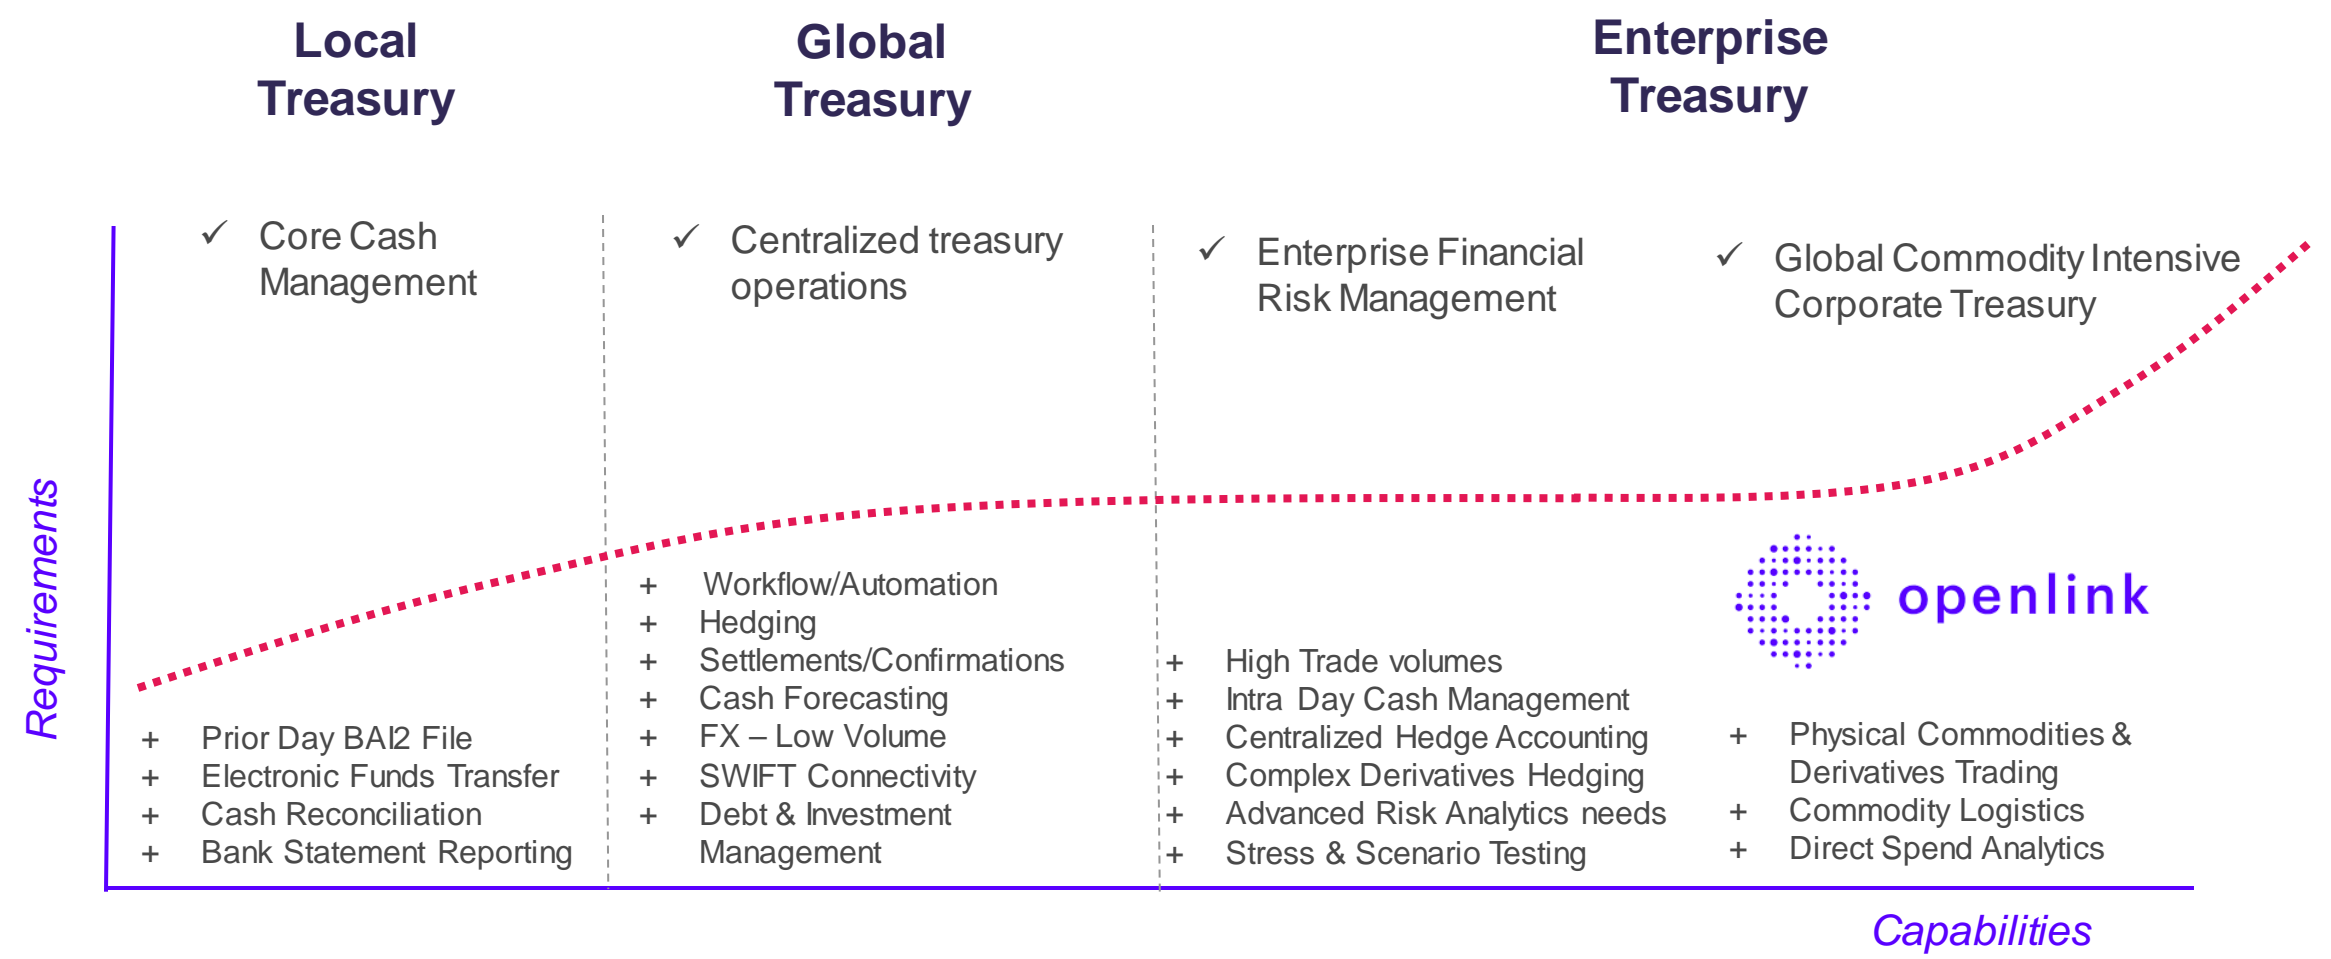 Local
Treasury
Global
Treasury
Enterprise
Treasury
✓ Core Cash
Management
✓ Centralized treasury
operations
✓ Enterprise Financial
Risk Management
✓ Global Commodity Intensive
Corporate Treasury
Requirements
+ Prior Day BAI2 File
+ Electronic Funds Transfer
+ Cash Reconciliation
+ Bank Statement Reporting
+ Workflow/Automation
+ Hedging
+ Settlements/Confirmations
+ Cash Forecasting
+ FX – Low Volume
+ SWIFT Connectivity
+ Debt & Investment
Management
+ High Trade volumes
+ Intra Day Cash Management
+ Centralized Hedge Accounting
+ Complex Derivatives Hedging
+ Advanced Risk Analytics needs
+ Stress & Scenario Testing
openlink
+ Physical Commodities &
Derivatives Trading
+ Commodity Logistics
+ Direct Spend Analytics
Capabilities